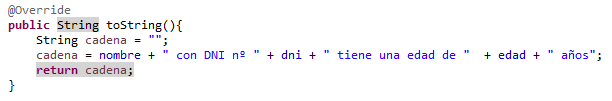 @Override
public String toString(){
String cadena = "";
cadena = nombre + " con DNI nº " + dni + " tiene una edad de "  + edad + " años";
return cadena;
}